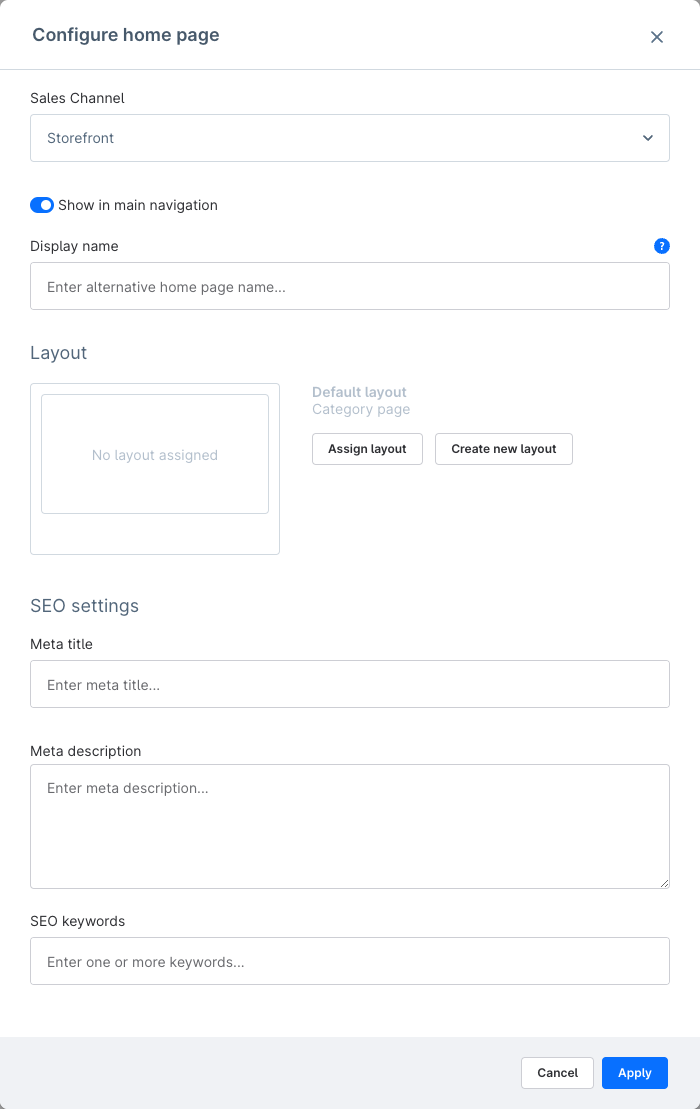 Configure home page
Sales Channel
Storefront
Show in main navigation
Display name
?
Enter alternative home page name...
Layout
No layout assigned
Default layout
Category page
Assign layout
Create new layout
SEO settings
Meta title
Enter meta title...
Meta description
Enter meta description...
SEO keywords
Enter one or more keywords...
Cancel
Apply